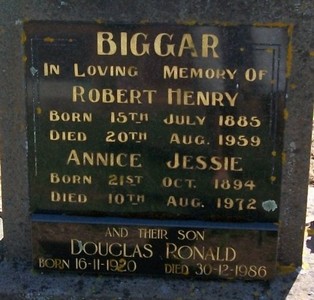 BIGGAR
IN LOVING MEMORY OF
ROBERT HENRY
BORN 15TH JULY 1885
DIED 20TH AUG. 1959
ANNICE JESSIE
BORN 21ST OCT. 1894
DIED 10TH AUG. 1972
AND THEIR SON
DOUGLAS RONALD
BORN 16-11-1920 DIED 30-12-1986